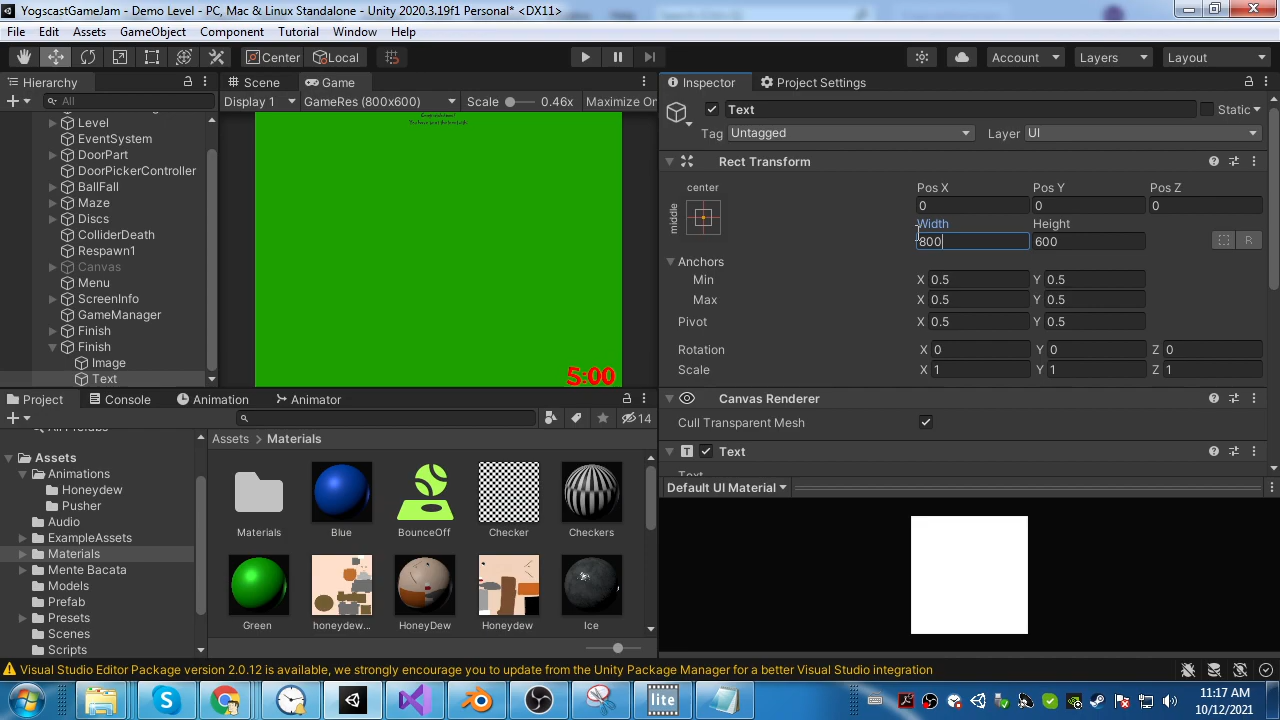 YogscastGameJam - Demo Level - PC, Mac & Linux Standalone - Unity 2020.3.19f1 Personal* <DX11>
File Edit Assets GameObject Component Tutorial Window Help
Center Local Account Layers Layout
Hierarchy Scene Game Inspector Project Settings
All Display 1 GameRes (800x600) Scale 0.46x Maximize On
Text Static
Tag Untagged Layer UI
Level
EventSystem
DoorPart
DoorPickerController
BallFall
Maze
Discs
ColliderDeath
Respawn1
Canvas
Menu
ScreenInfo
GameManager
Finish
Finish
Image
Text
5:00
Rect Transform
center
middle
Pos X Pos Y Pos Z
0 0 0
Width Height
800 600
R
Anchors
Min X 0.5 Y 0.5
Max X 0.5 Y 0.5
Pivot X 0.5 Y 0.5
Rotation X 0 Y 0 Z 0
Scale X 1 Y 1 Z 1
Canvas Renderer
Cull Transparent Mesh
T Text
Text
Default UI Material
Project Console Animation Animator
14
Assets
Animations
Honeydew
Pusher
Audio
ExampleAssets
Materials
Mente Bacata
Models
Prefab
Presets
Scenes
Scripts
Assets > Materials
Materials Blue BounceOff Checker Checkers
Green honeydew... HoneyDew Honeydew Ice
Visual Studio Editor Package version 2.0.12 is available, we strongly encourage you to update from the Unity Package Manager for a better Visual Studio integration
S lite
11:17 AM
10/12/2021